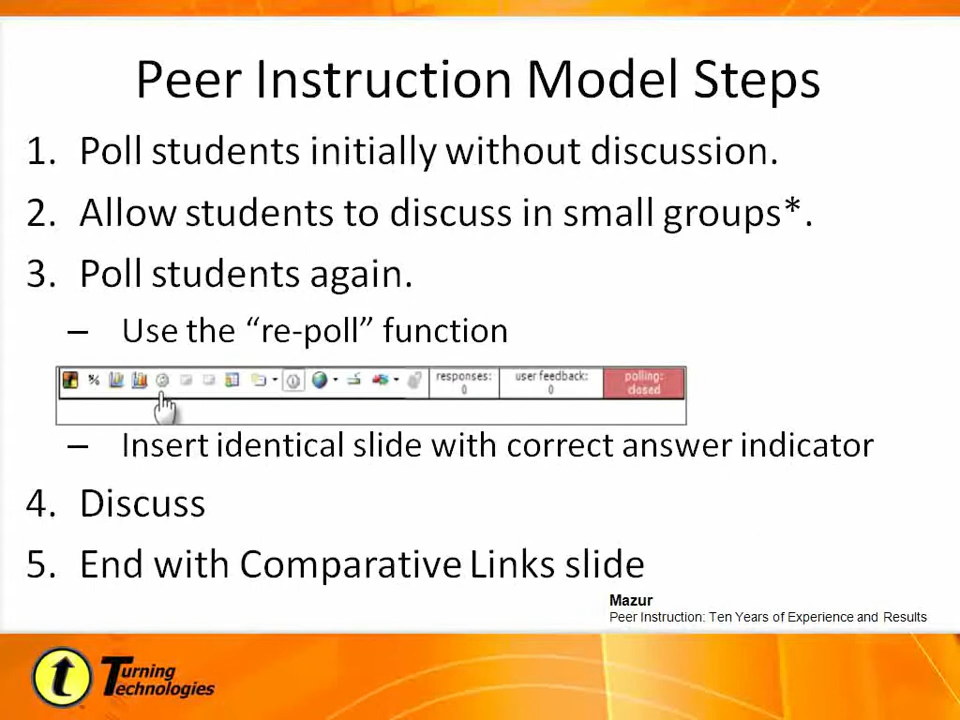 Peer Instruction Model Steps
1. Poll students initially without discussion.
2. Allow students to discuss in small groups*.
3. Poll students again.
– Use the “re-poll” function
% responses: 0 user feedback: 0 polling: closed
– Insert identical slide with correct answer indicator
4. Discuss
5. End with Comparative Links slide
Mazur
Peer Instruction: Ten Years of Experience and Results
t Turning
Technologies